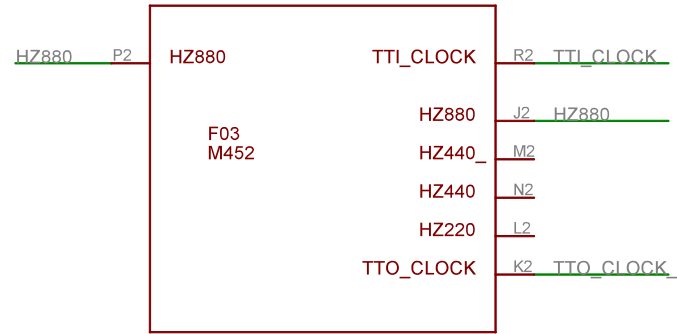 HZ880 P2 HZ880 TTI_CLOCK R2 TTI_CLOCK
HZ880 J2 HZ880
F03
M452 HZ440_ M2
HZ440 N2
HZ220 L2
TTO_CLOCK K2 TTO_CLOCK_